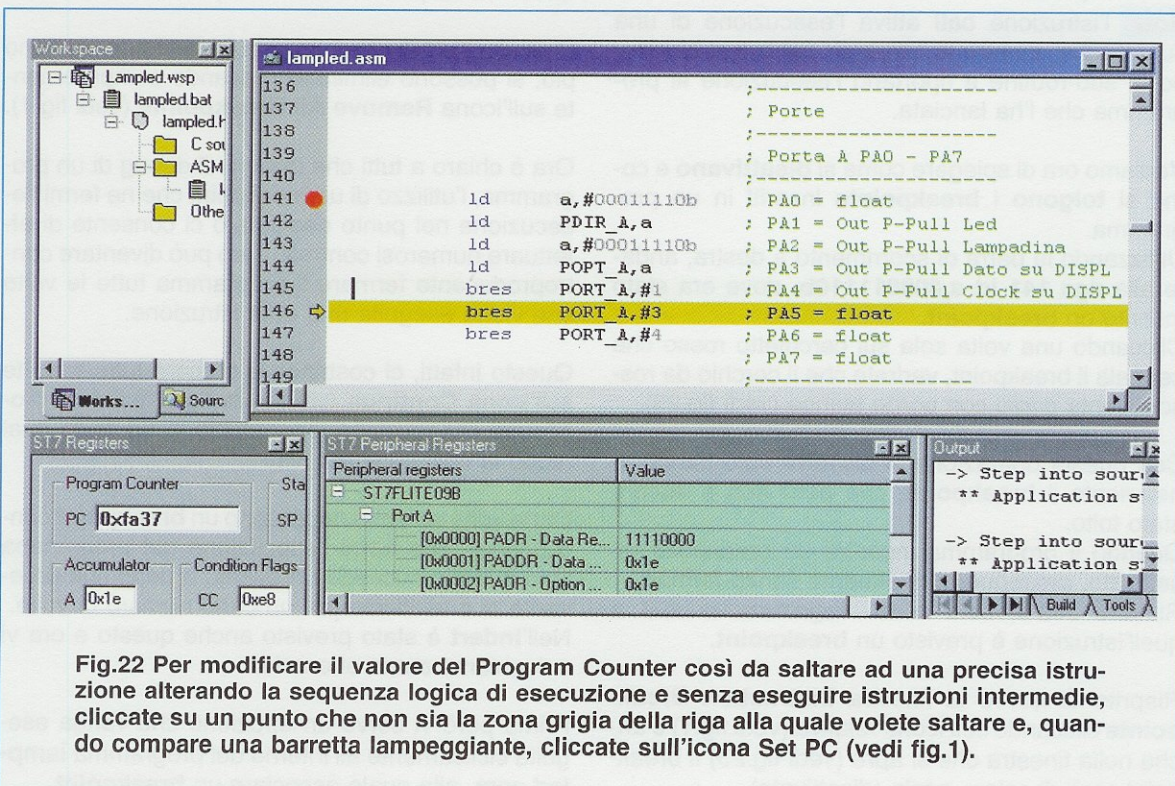 Workspace
Lampled.wsp
lampled.bat
lampled.h
C sou
ASM
Othe
Works...
Sourc
lampled.asm
136 ;---------------------
137 ; Porte
138 ;---------------------
139 ; Porta A PA0 - PA7
140
141 ld a,#00011110b ; PA0 = float
142 ld PDIR_A,a ; PA1 = Out P-Pull Led
143 ld a,#00011110b ; PA2 = Out P-Pull Lampadina
144 ld POPT_A,a ; PA3 = Out P-Pull Dato su DISPL
145 bres PORT_A,#1 ; PA4 = Out P-Pull Clock su DISPL
146 bres PORT_A,#3 ; PA5 = float
147 bres PORT_A,#4 ; PA6 = float
148 ; PA7 = float
149 ;---------------------
ST7 Registers
Program Counter
Sta
PC 0xfa37
SP
Accumulator
Condition Flags
A 0x1e
CC 0xe8
ST7 Peripheral Registers
Peripheral registers Value
ST7FLITE09B
Port A
[0x0000] PADR - Data Re... 11110000
[0x0001] PADDR - Data ... 0x1e
[0x0002] PAOR - Option ... 0x1e
Output
-> Step into sour
** Application s
-> Step into sour
** Application s
Build Tools
Fig.22 Per modificare il valore del Program Counter così da saltare ad una precisa istru-
zione alterando la sequenza logica di esecuzione e senza eseguire istruzioni intermedie,
cliccate su un punto che non sia la zona grigia della riga alla quale volete saltare e, quan-
do compare una barretta lampeggiante, cliccate sull'icona Set PC (vedi fig.1).